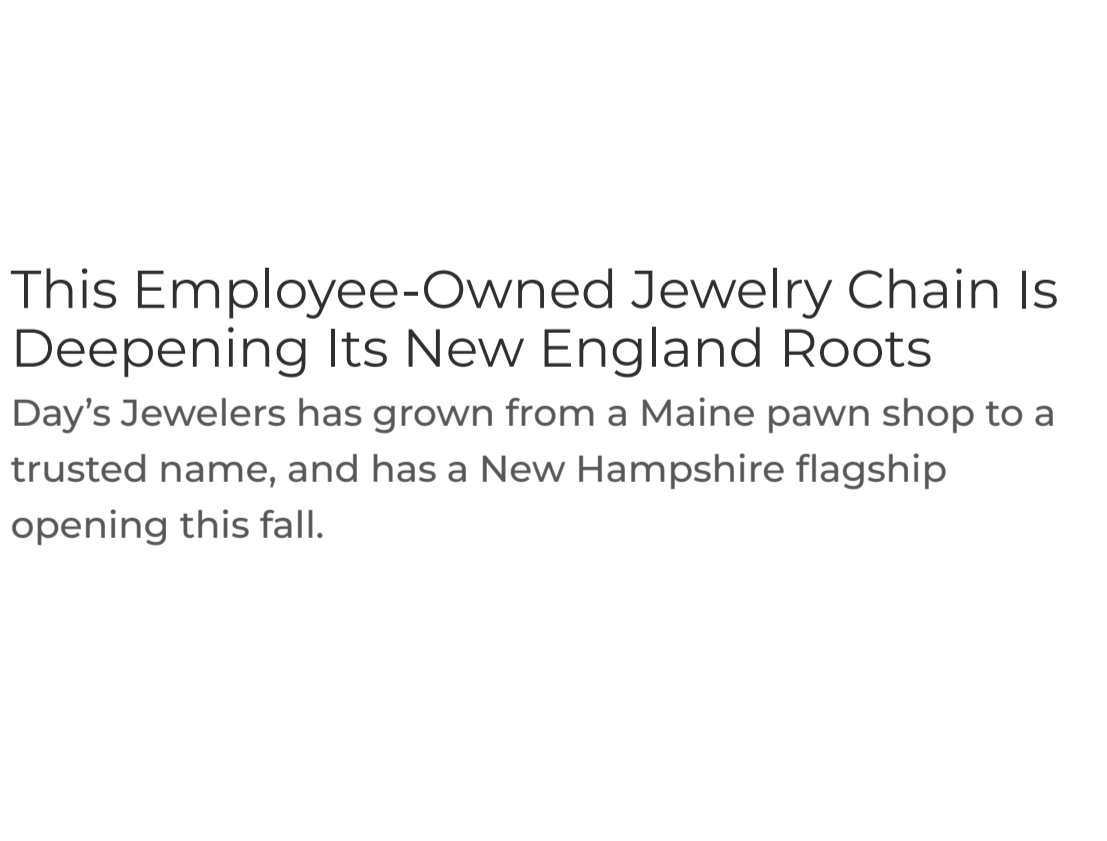 This Employee-Owned Jewelry Chain Is
Deepening Its New England Roots
Day’s Jewelers has grown from a Maine pawn shop to a
trusted name, and has a New Hampshire flagship
opening this fall.